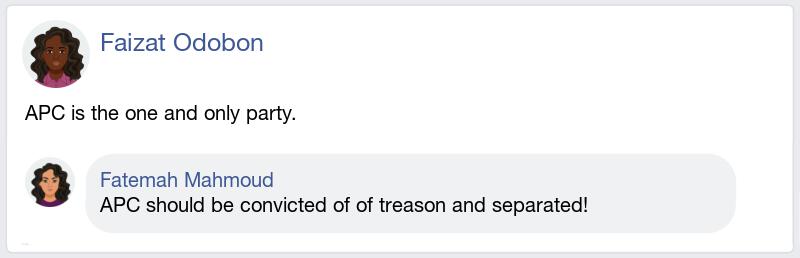 Faizat Odobon
APC is the one and only party.
Fatemah Mahmoud
APC should be convicted of of treason and separated!